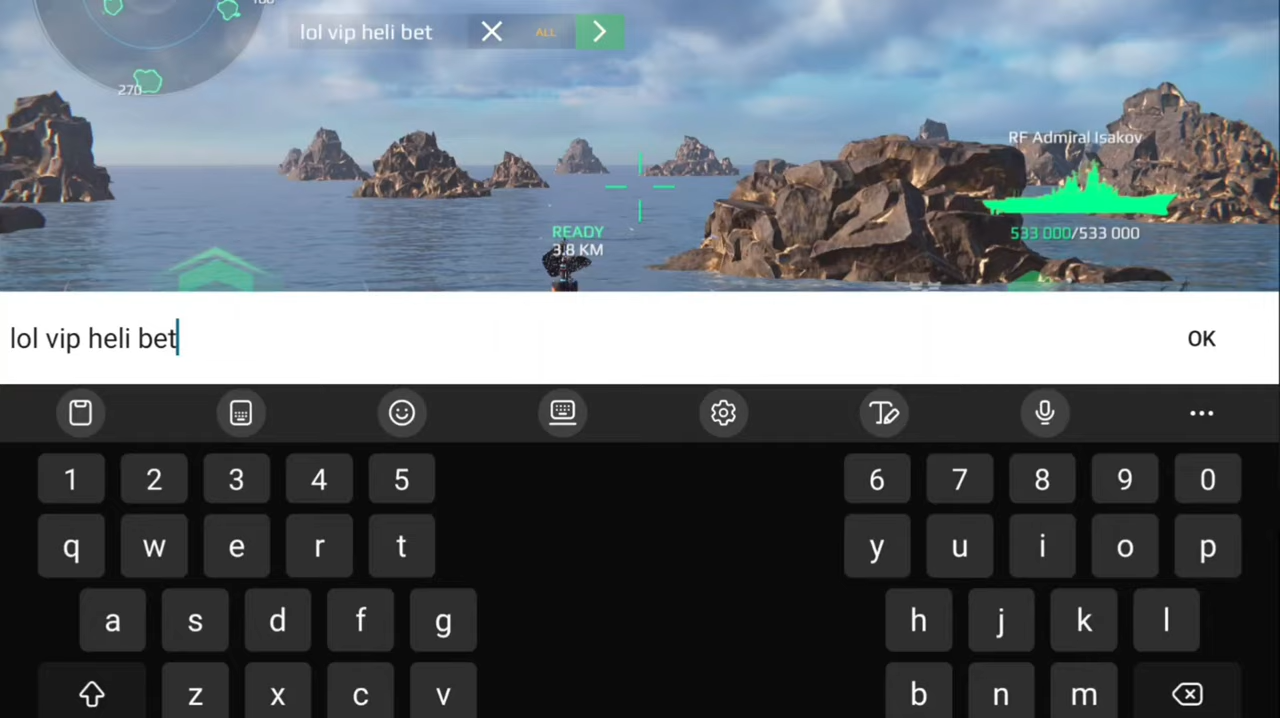 lol vip heli bet
ALL
270
RF Admiral Isakov
533 000/533 000
READY
3.8 KM
lol vip heli bet
OK
1 2 3 4 5 6 7 8 9 0
q w e r t y u i o p
a s d f g h j k l
z x c v b n m